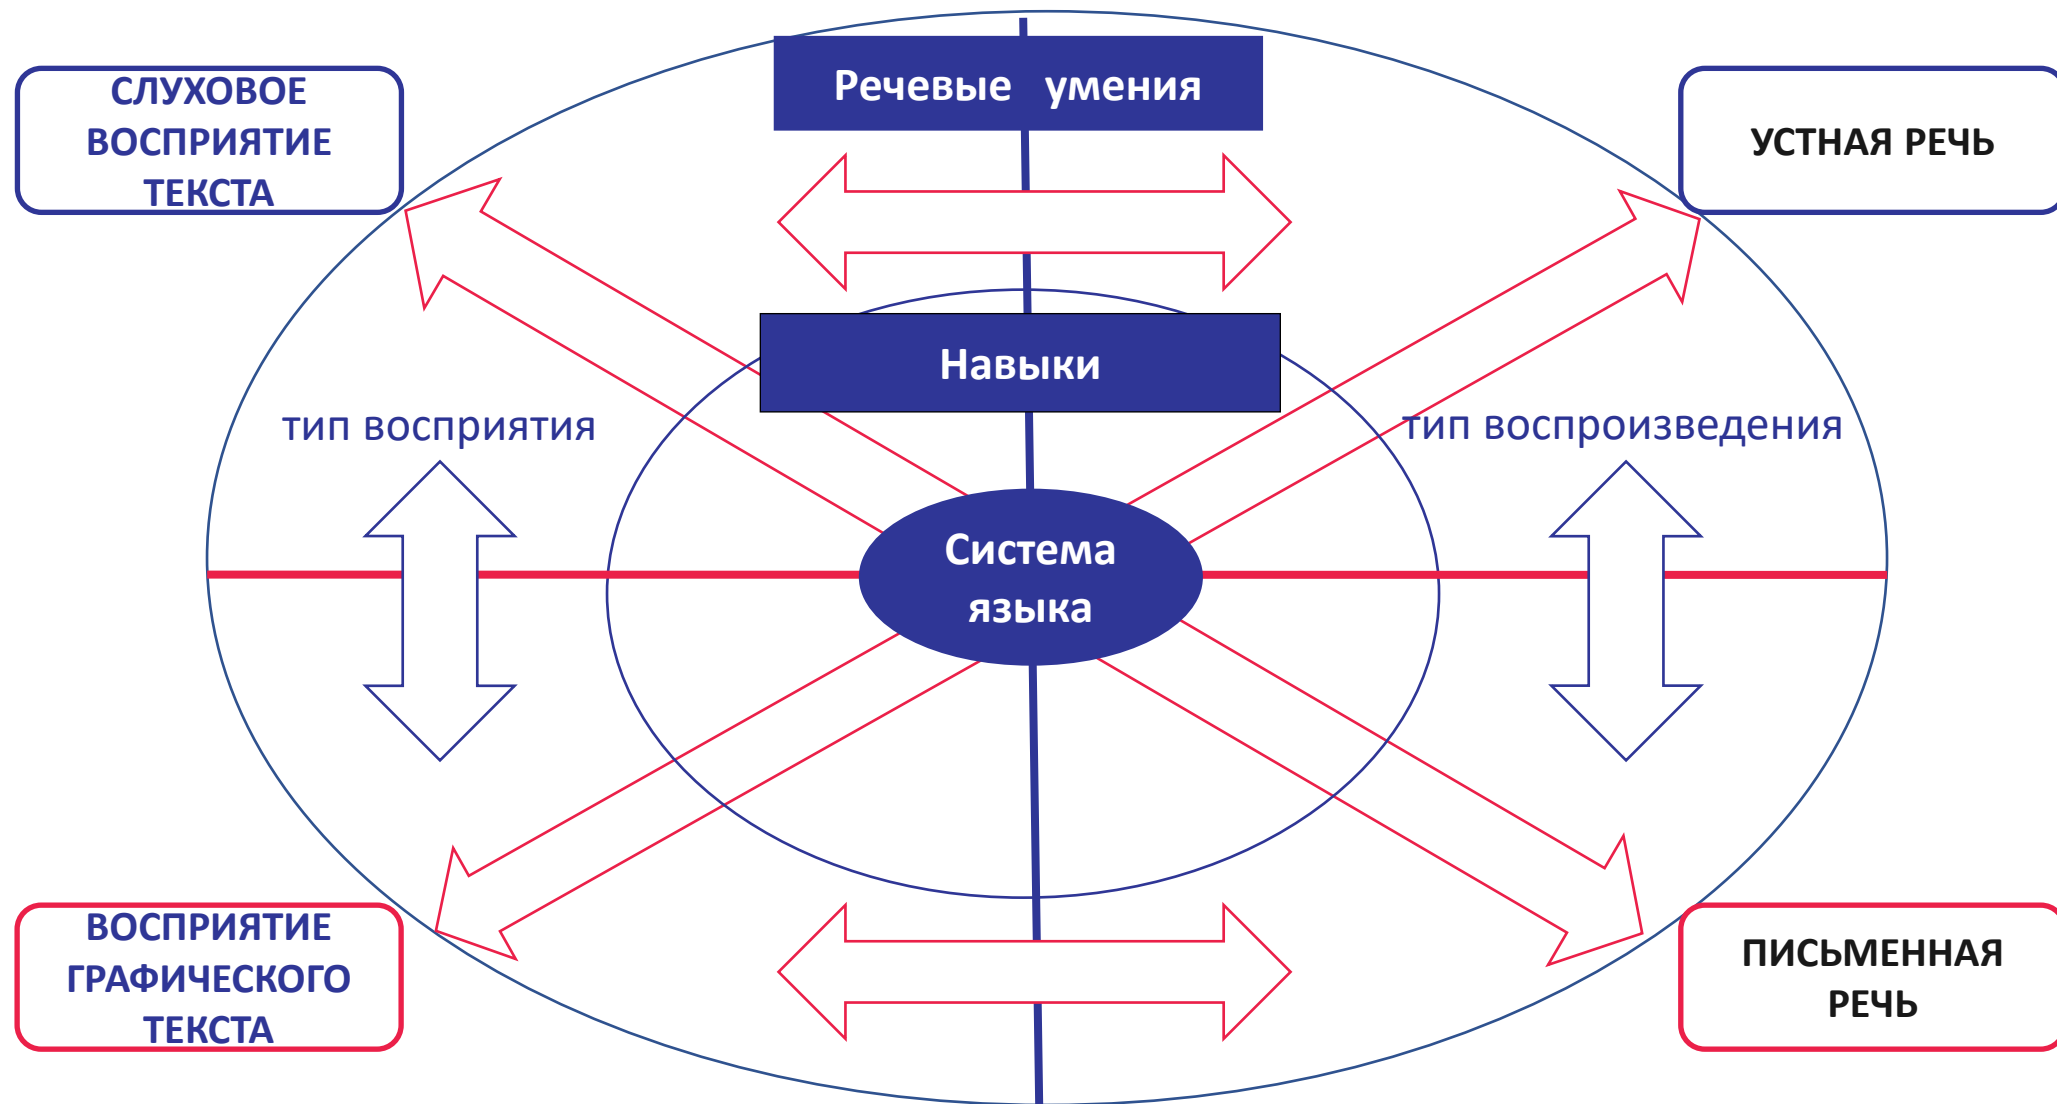 Речевые умения
СЛУХОВОЕ
ВОСПРИЯТИЕ
ТЕКСТА
УСТНАЯ РЕЧЬ
Навыки
тип восприятия
тип воспроизведения
Система
языка
ВОСПРИЯТИЕ
ГРАФИЧЕСКОГО
ТЕКСТА
ПИСЬМЕННАЯ
РЕЧЬ